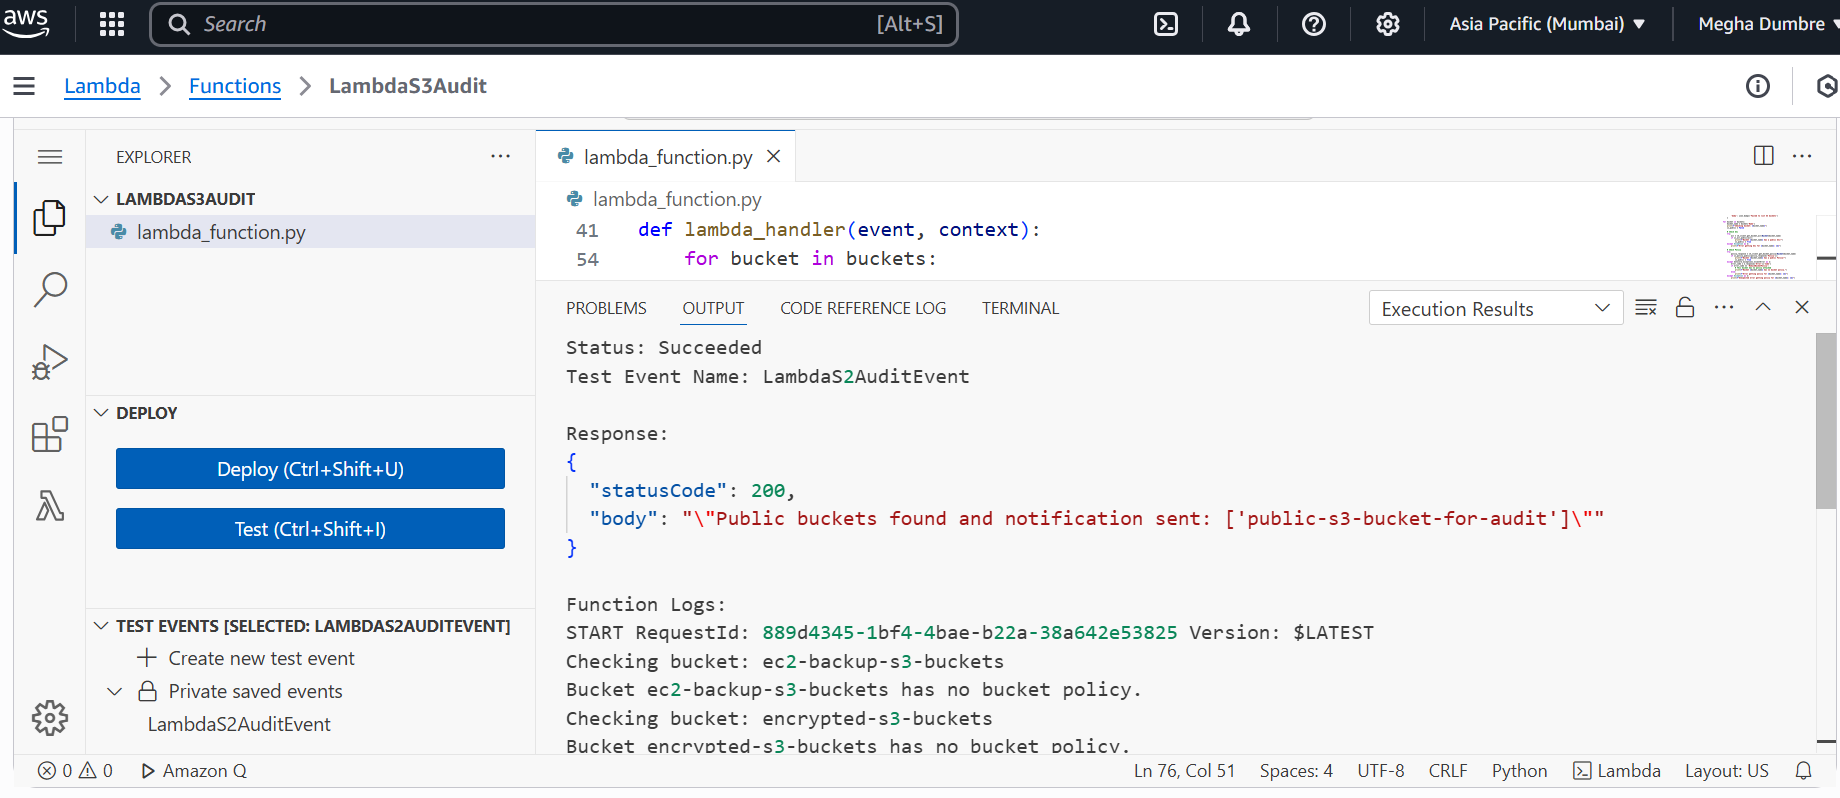 aws
Search
[Alt+S]
Asia Pacific (Mumbai)
Megha Dumbre
Lambda
Functions
LambdaS3Audit
EXPLORER
LAMBDAS3AUDIT
lambda_function.py
DEPLOY
Deploy (Ctrl+Shift+U)
Test (Ctrl+Shift+I)
TEST EVENTS [SELECTED: LAMBDAS2AUDITEVENT]
Create new test event
Private saved events
LambdaS2AuditEvent
lambda_function.py
lambda_function.py
41 def lambda_handler(event, context):
54 for bucket in buckets:
PROBLEMS OUTPUT CODE REFERENCE LOG TERMINAL
Execution Results
Status: Succeeded
Test Event Name: LambdaS2AuditEvent
Response:
{
"statusCode": 200,
"body": "\"Public buckets found and notification sent: ['public-s3-bucket-for-audit']\""
}
Function Logs:
START RequestId: 889d4345-1bf4-4bae-b22a-38a642e53825 Version: $LATEST
Checking bucket: ec2-backup-s3-buckets
Bucket ec2-backup-s3-buckets has no bucket policy.
Checking bucket: encrypted-s3-buckets
Bucket encrypted-s3-buckets has no bucket policy.
0 0 Amazon Q
Ln 76, Col 51 Spaces: 4 UTF-8 CRLF Python Lambda Layout: US